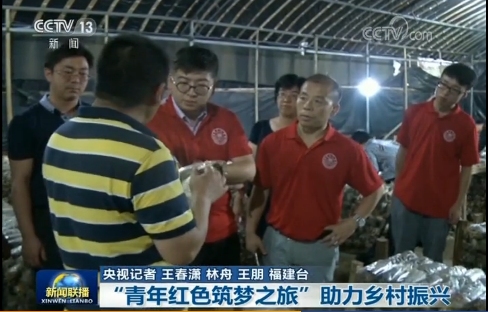 CCTV 13
新闻
CCTV.com
央视记者 王春潇 林舟 王朋 福建台
“青年红色筑梦之旅”助力乡村振兴
新闻联播
XINWEN LIANBO